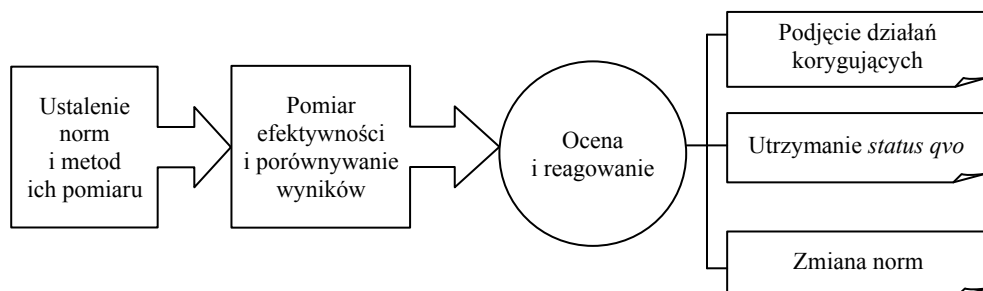 Ustalenie
norm
i metod
ich pomiaru
Pomiar
efektywności
i porównywanie
wyników
Ocena
i reagowanie
Podjęcie działań
korygujących
Utrzymanie status qvo
Zmiana norm